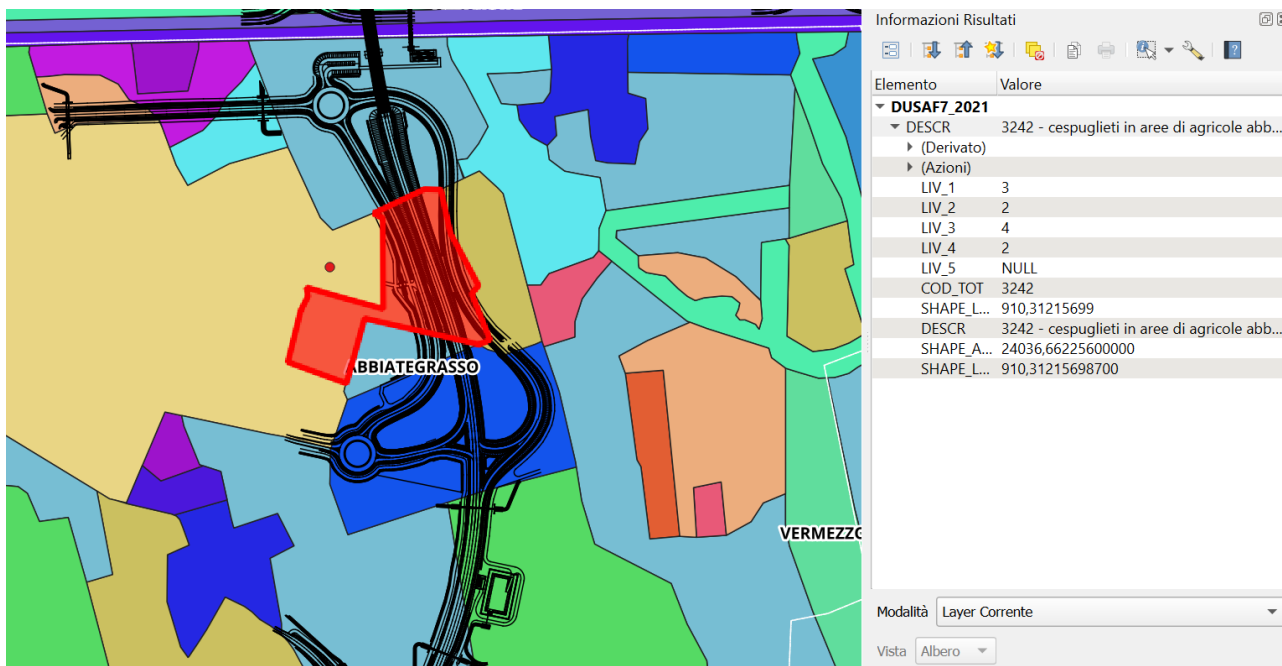 Informazioni Risultati
Elemento Valore
DUSAF7_2021
DESCR 3242 - cespuglieti in aree di agricole abb...
(Derivato)
(Azioni)
LIV_1 3
LIV_2 2
LIV_3 4
LIV_4 2
LIV_5 NULL
COD_TOT 3242
SHAPE_L... 910,31215699
DESCR 3242 - cespuglieti in aree di agricole abb...
SHAPE_A... 24036,66225600000
SHAPE_L... 910,31215698700
ABBIATEGRASSO
VERMEZZO
Modalità Layer Corrente
Vista Albero